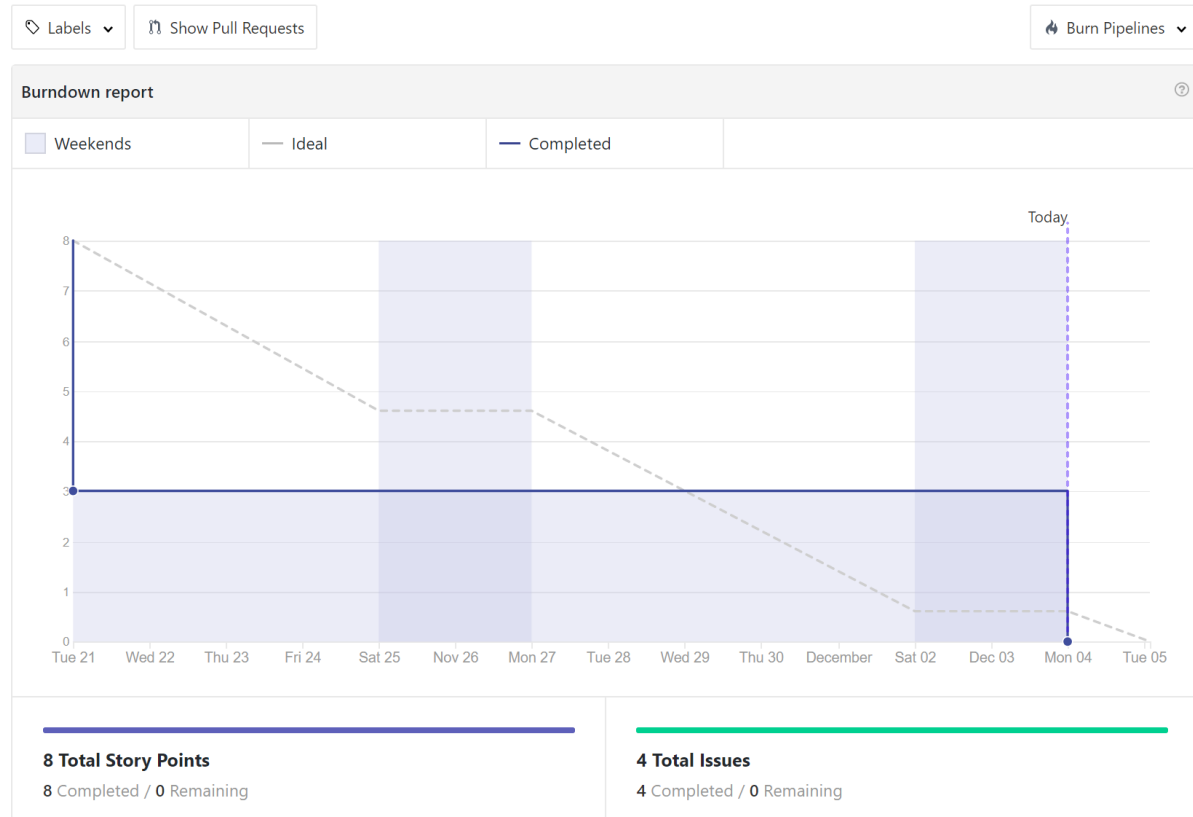 Labels
Show Pull Requests
Burn Pipelines
Burndown report
?
Weekends
Ideal
Completed
Today
8
7
6
5
4
3
2
1
0
Tue 21 Wed 22 Thu 23 Fri 24 Sat 25 Nov 26 Mon 27 Tue 28 Wed 29 Thu 30 December Sat 02 Dec 03 Mon 04 Tue 05
8 Total Story Points
8 Completed / 0 Remaining
4 Total Issues
4 Completed / 0 Remaining